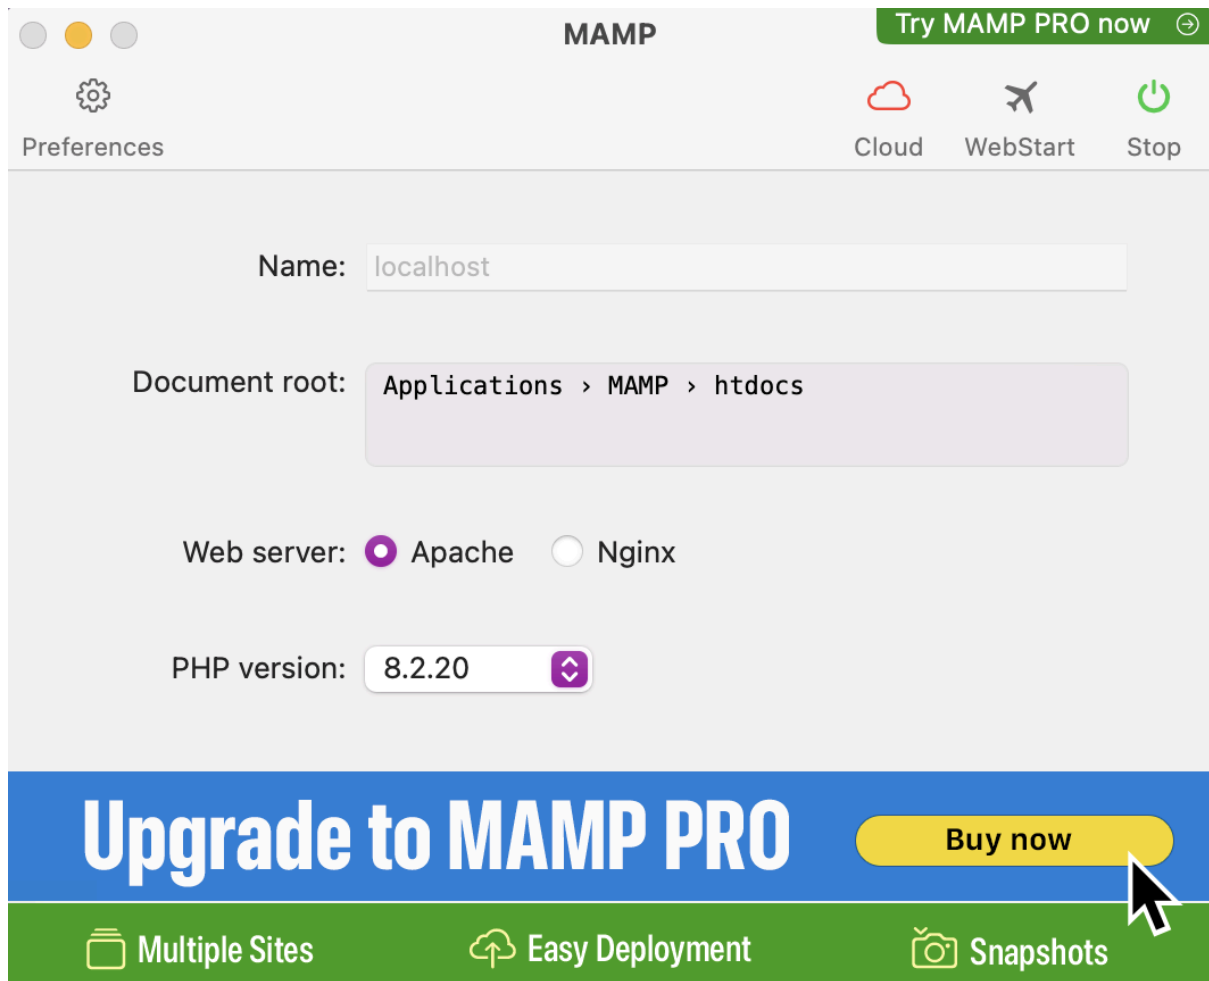 MAMP
Try MAMP PRO now
Preferences
Cloud
WebStart
Stop
Name: localhost
Document root: Applications › MAMP › htdocs
Web server: Apache Nginx
PHP version: 8.2.20
Upgrade to MAMP PRO
Buy now
Multiple Sites
Easy Deployment
Snapshots